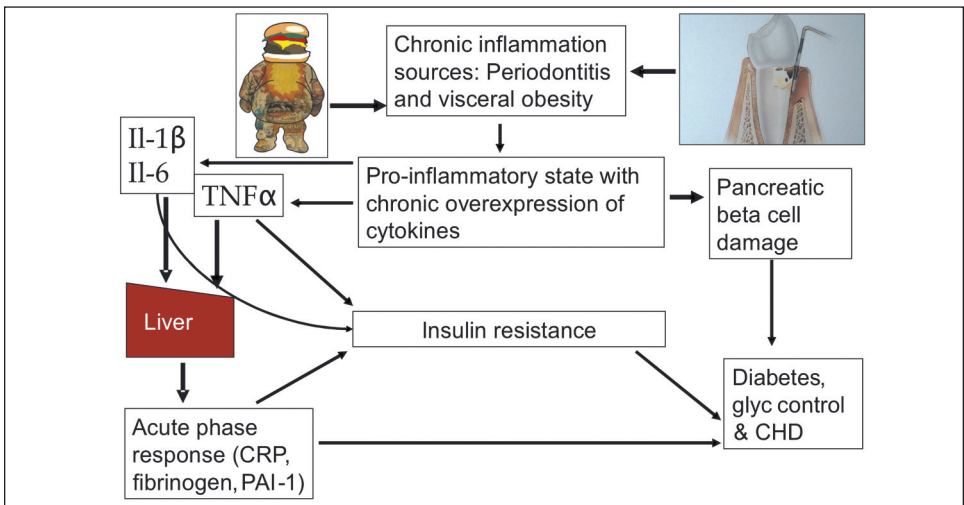 Chronic inflammation
sources: Periodontitis
and visceral obesity
Il-1β
Il-6
TNFα
Pro-inflammatory state with
chronic overexpression of
cytokines
Pancreatic
beta cell
damage
Liver
Insulin resistance
Diabetes,
glyc control
& CHD
Acute phase
response (CRP,
fibrinogen, PAI-1)